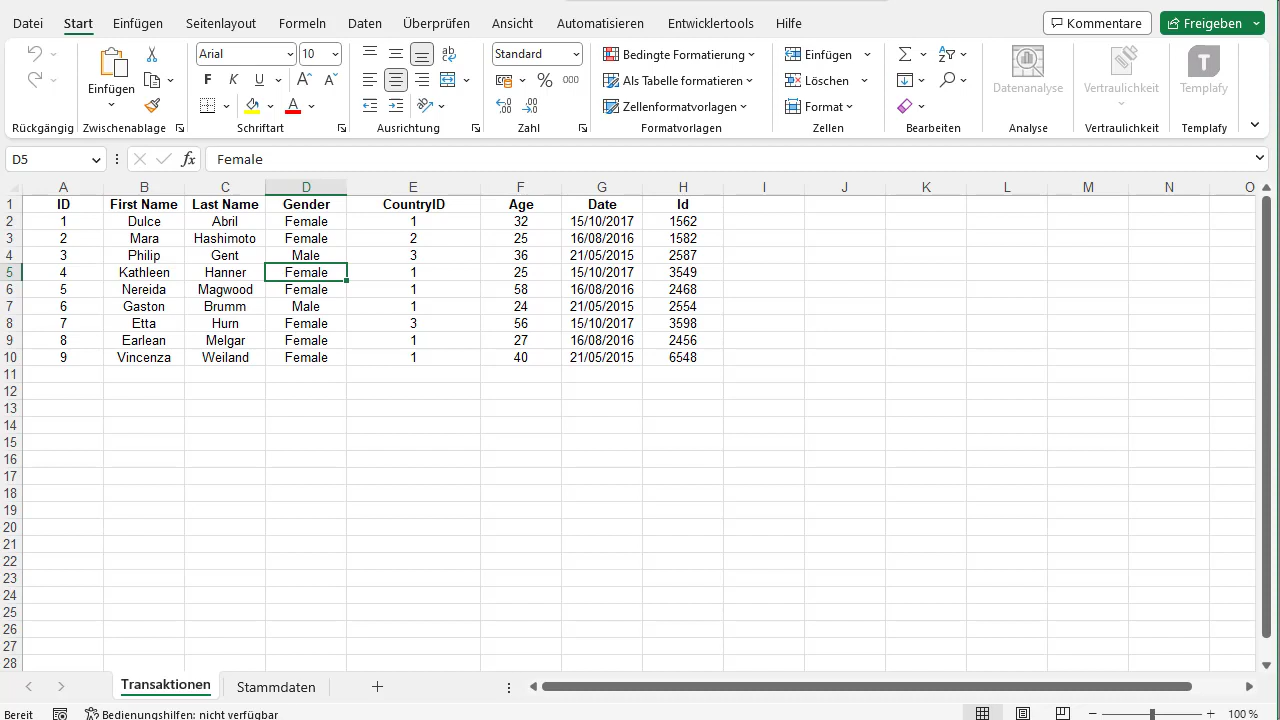 Datei Start Einfügen Seitenlayout Formeln Daten Überprüfen Ansicht Automatisieren Entwicklertools Hilfe Kommentare Freigeben
Arial 10 Standard Bedingte Formatierung Einfügen
Einfügen F K U Als Tabelle formatieren Löschen Datenanalyse Vertraulichkeit Templafy
Zellenformatvorlagen Format
Rückgängig Zwischenablage Schriftart Ausrichtung Zahl Formatvorlagen Zellen Bearbeiten Analyse Vertraulichkeit Templafy
D5 fx Female
A B C D E F G H I J K L M N O
1 ID First Name Last Name Gender CountryID Age Date Id
2 1 Dulce Abril Female 1 32 15/10/2017 1562
3 2 Mara Hashimoto Female 2 25 16/08/2016 1582
4 3 Philip Gent Male 3 36 21/05/2015 2587
5 4 Kathleen Hanner Female 1 25 15/10/2017 3549
6 5 Nereida Magwood Female 1 58 16/08/2016 2468
7 6 Gaston Brumm Male 1 24 21/05/2015 2554
8 7 Etta Hurn Female 3 56 15/10/2017 3598
9 8 Earlean Melgar Female 1 27 16/08/2016 2456
10 9 Vincenza Weiland Female 1 40 21/05/2015 6548
11
12
13
14
15
16
17
18
19
20
21
22
23
24
25
26
27
28
Transaktionen Stammdaten
Bereit Bedienungshilfen: nicht verfügbar 100 %